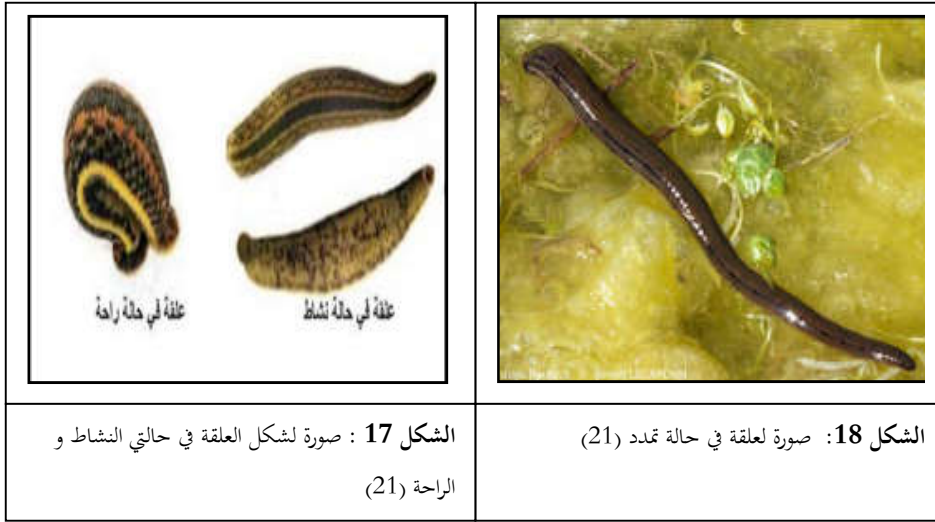 علقة في حالة راحة
علقة في حالة نشاط
الشكل 18: صورة لعلقة في حالة تمدد (21)
الشكل 17 : صورة لشكل العلقة في حالتي النشاط و
الراحة (21)